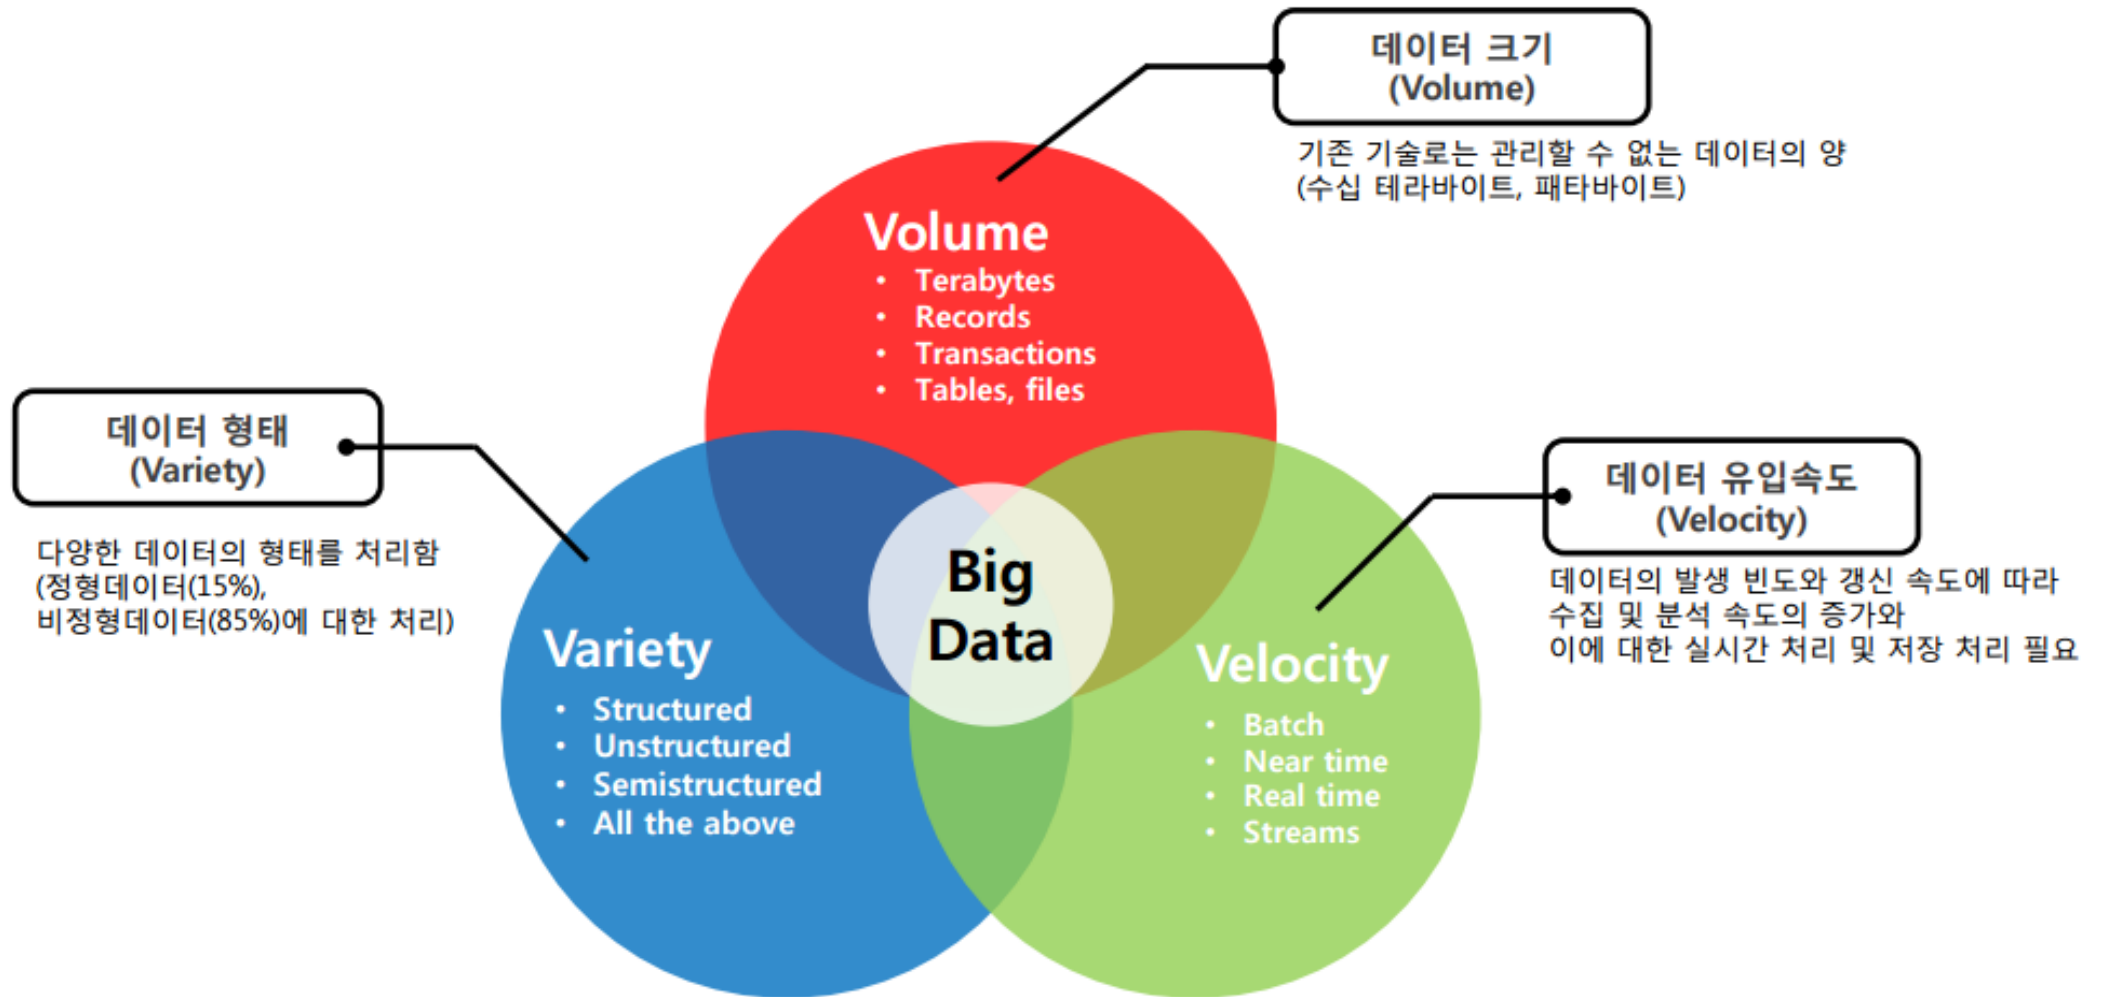 데이터 크기
(Volume)
기존 기술로는 관리할 수 없는 데이터의 양
(수십 테라바이트, 패타바이트)
Volume
• Terabytes
• Records
• Transactions
• Tables, files
데이터 형태
(Variety)
다양한 데이터의 형태를 처리함
(정형데이터(15%),
비정형데이터(85%)에 대한 처리)
Variety
• Structured
• Unstructured
• Semistructured
• All the above
Big
Data
데이터 유입속도
(Velocity)
데이터의 발생 빈도와 갱신 속도에 따라
수집 및 분석 속도의 증가와
이에 대한 실시간 처리 및 저장 처리 필요
Velocity
• Batch
• Near time
• Real time
• Streams